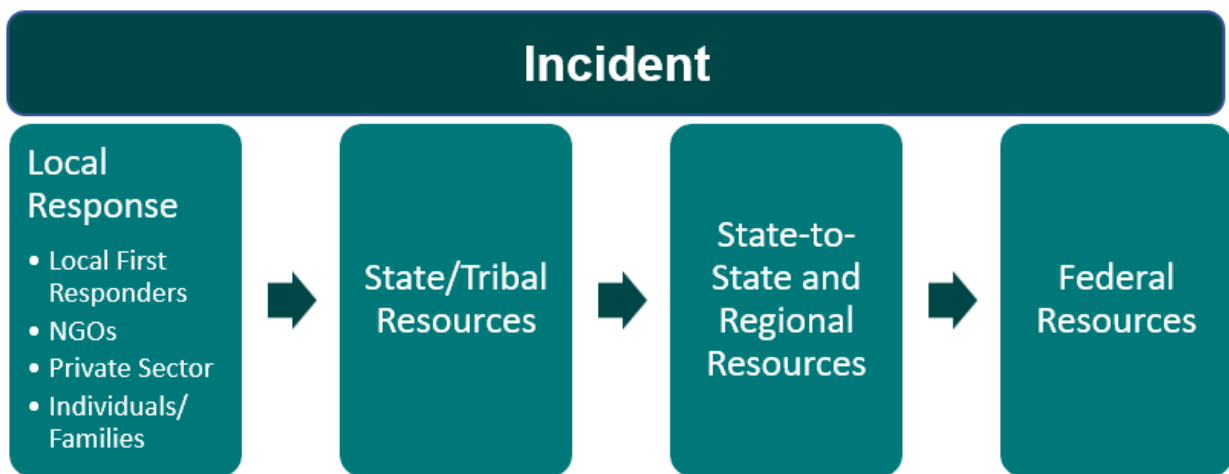 Incident
Local
Response
• Local First
Responders
• NGOs
• Private Sector
• Individuals/
Families
State/Tribal
Resources
State-to-
State and
Regional
Resources
Federal
Resources